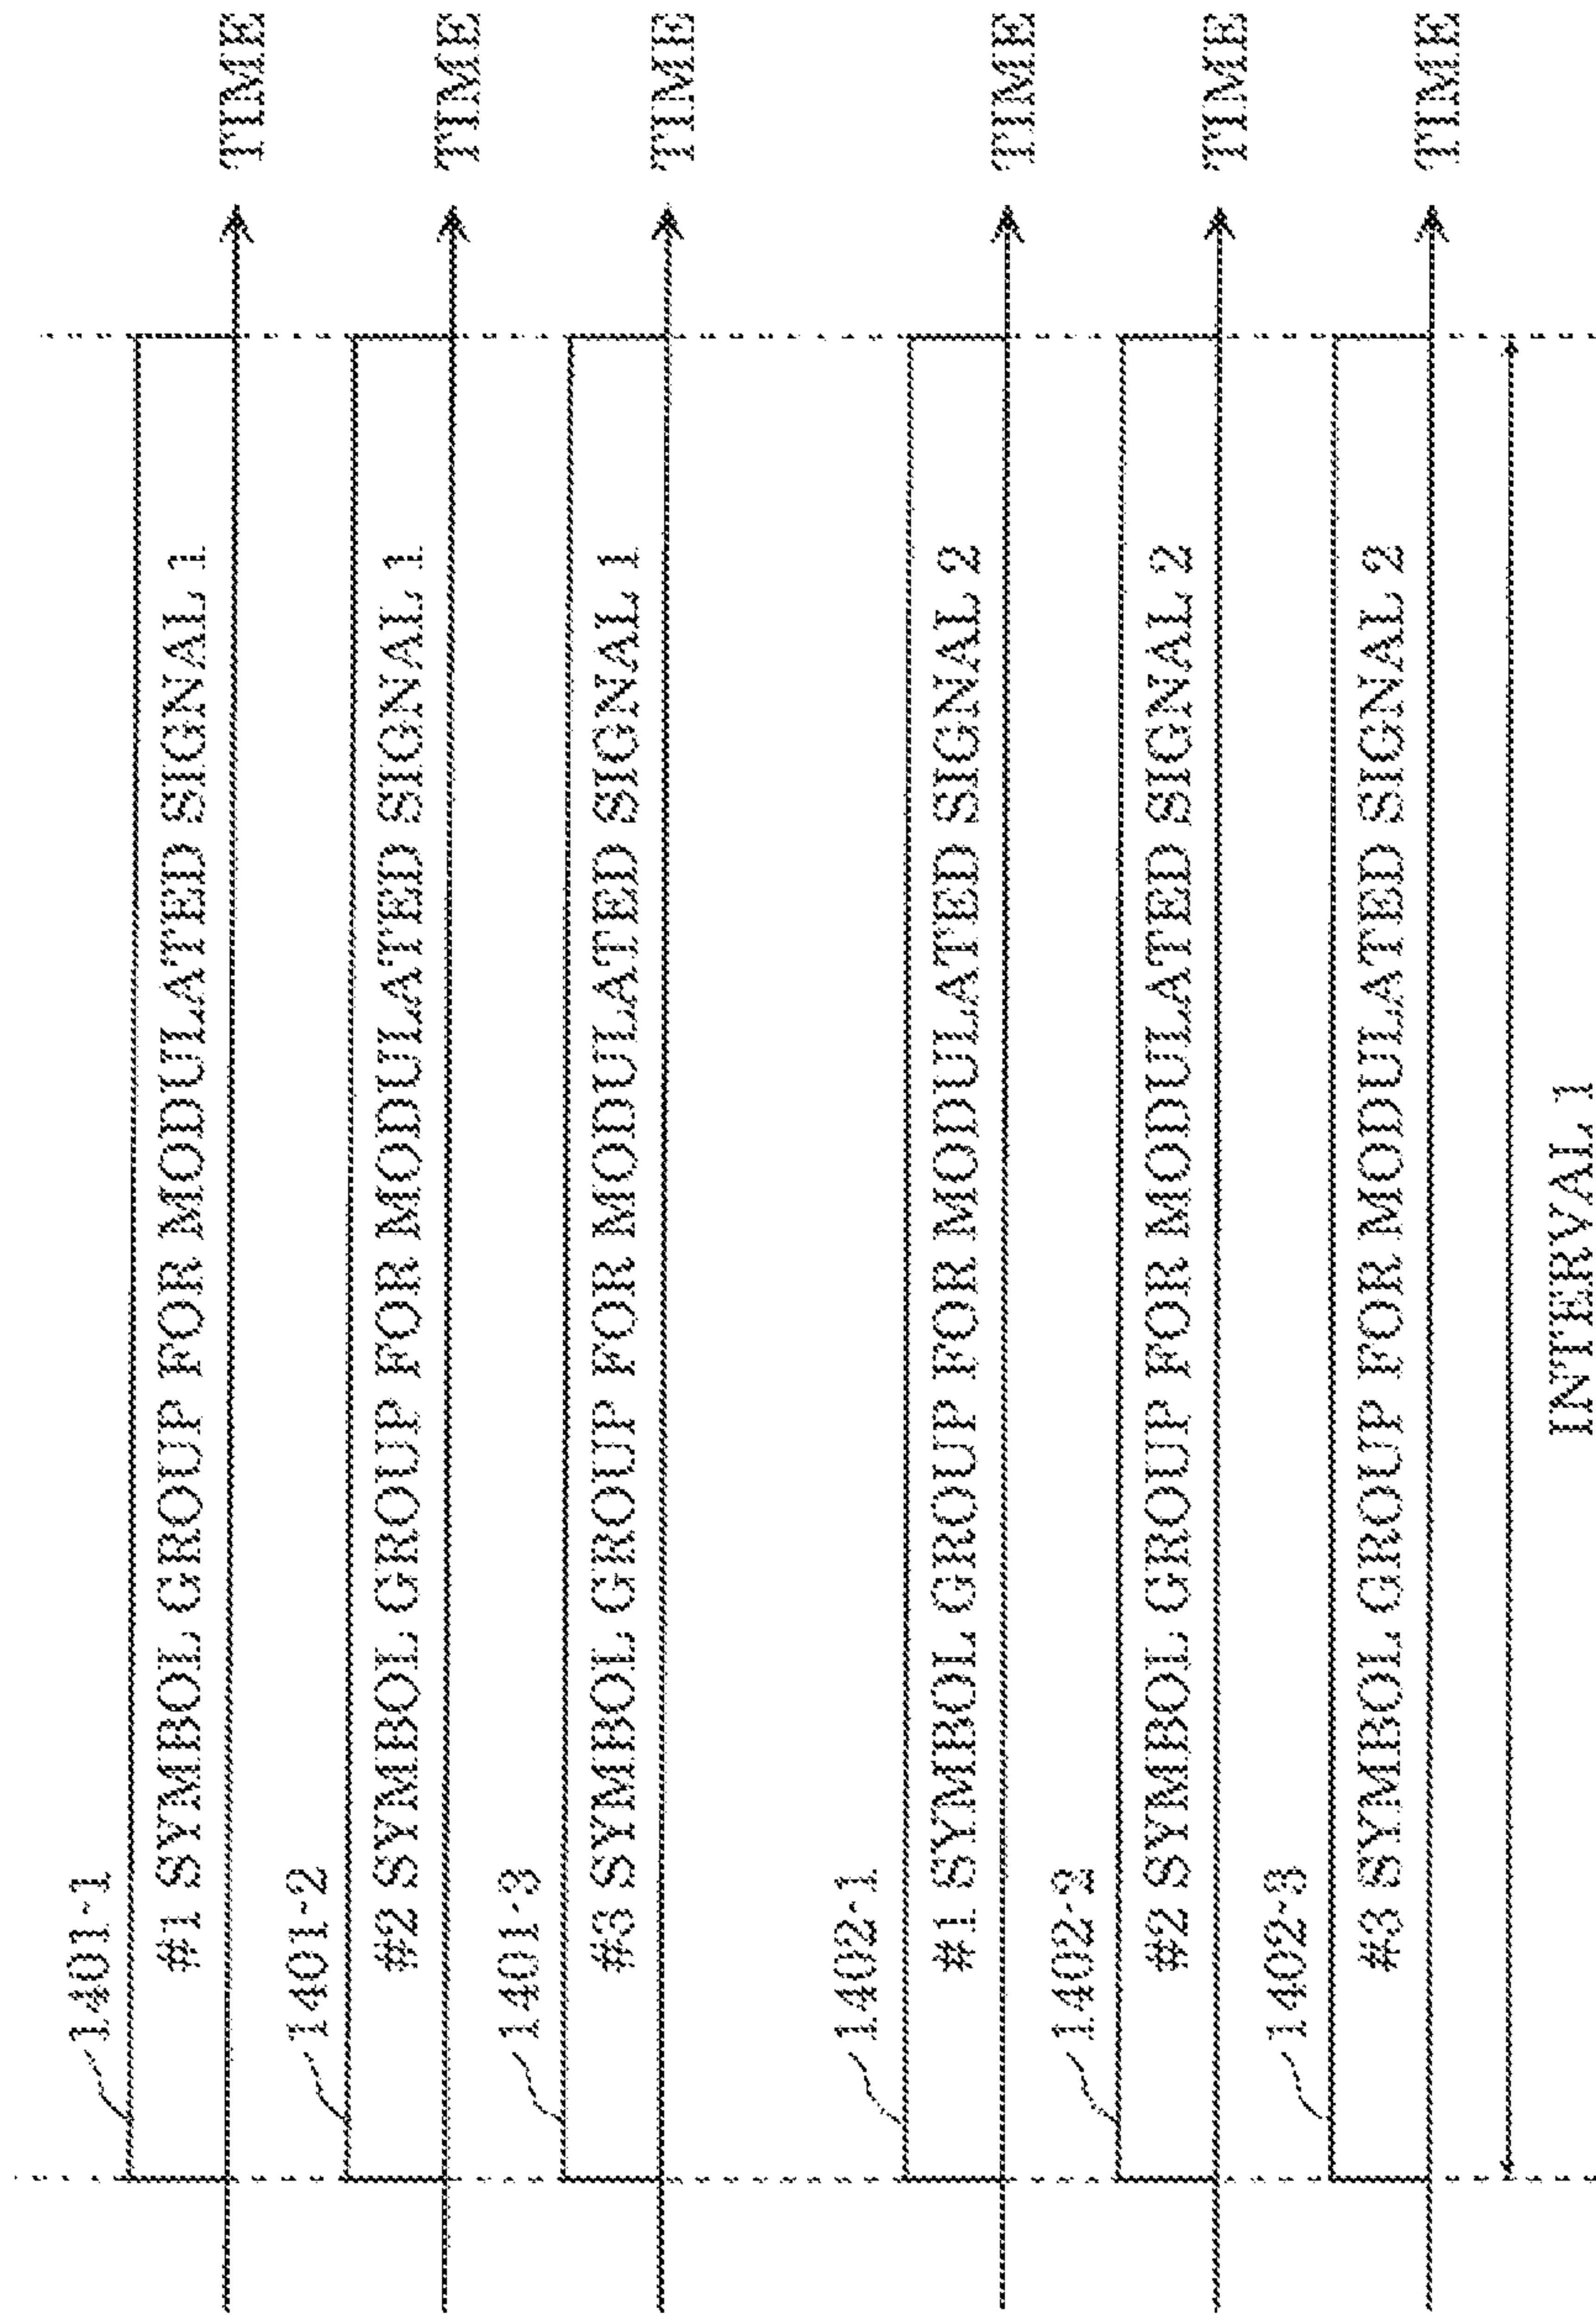 1401-1
#1 SYMBOL GROUP FOR MODULATED SIGNAL 1
TIME
1401-2
#2 SYMBOL GROUP FOR MODULATED SIGNAL 1
TIME
1401-3
#3 SYMBOL GROUP FOR MODULATED SIGNAL 1
TIME
1402-1
#1 SYMBOL GROUP FOR MODULATED SIGNAL 2
TIME
1402-2
#2 SYMBOL GROUP FOR MODULATED SIGNAL 2
TIME
1402-3
#3 SYMBOL GROUP FOR MODULATED SIGNAL 2
TIME
INTERVAL 1